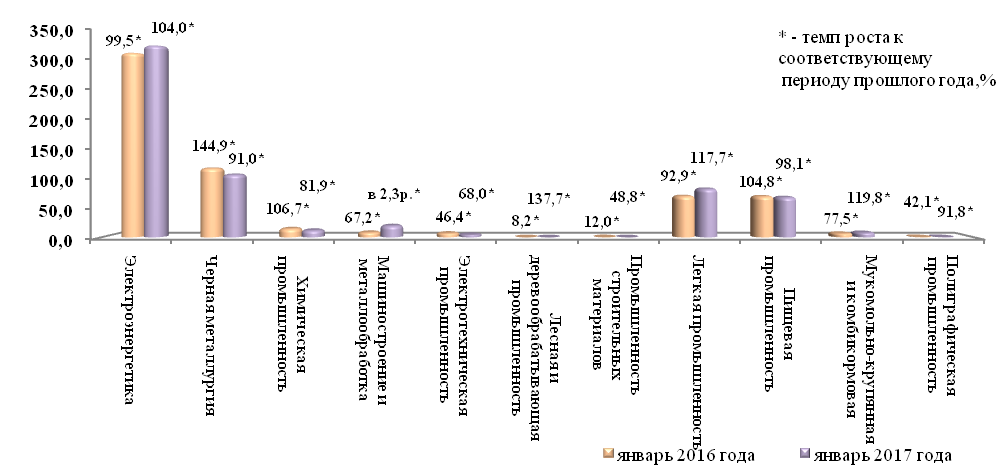 350,0
300,0
250,0
200,0
150,0
100,0
50,0
0,0
99,5*
104,0*
144,9*
91,0*
106,7*
81,9*
67,2*
в 2,3р.*
46,4*
68,0*
8,2*
137,7*
12,0*
48,8*
92,9*
117,7*
104,8*
98,1*
77,5*
119,8*
42,1*
91,8*
* - темп роста к
соответствующему
периоду прошлого года,%
Электроэнергетика
Черная металлургия
Химическая
промышленность
Машиностроение и
металлообработка
Электротехническая
промышленность
Лесная и
деревообрабатывающая
промышленность
Промышленность
строительных
материалов
Легкая промышленность
Пищевая
промышленность
Мукомольно-крупянная
и комбикормовая
Полиграфическая
промышленность
январь 2016 года
январь 2017 года